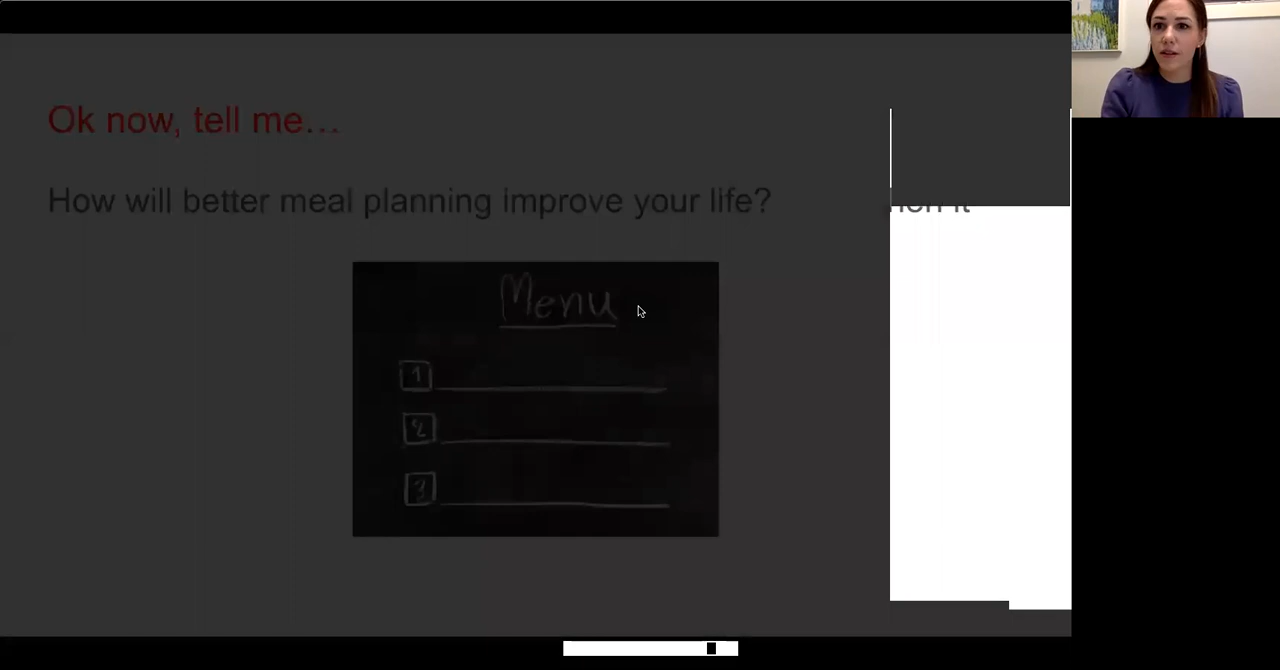 Ok now, tell me…
How will better meal planning improve your life?
Menu
1
2
3